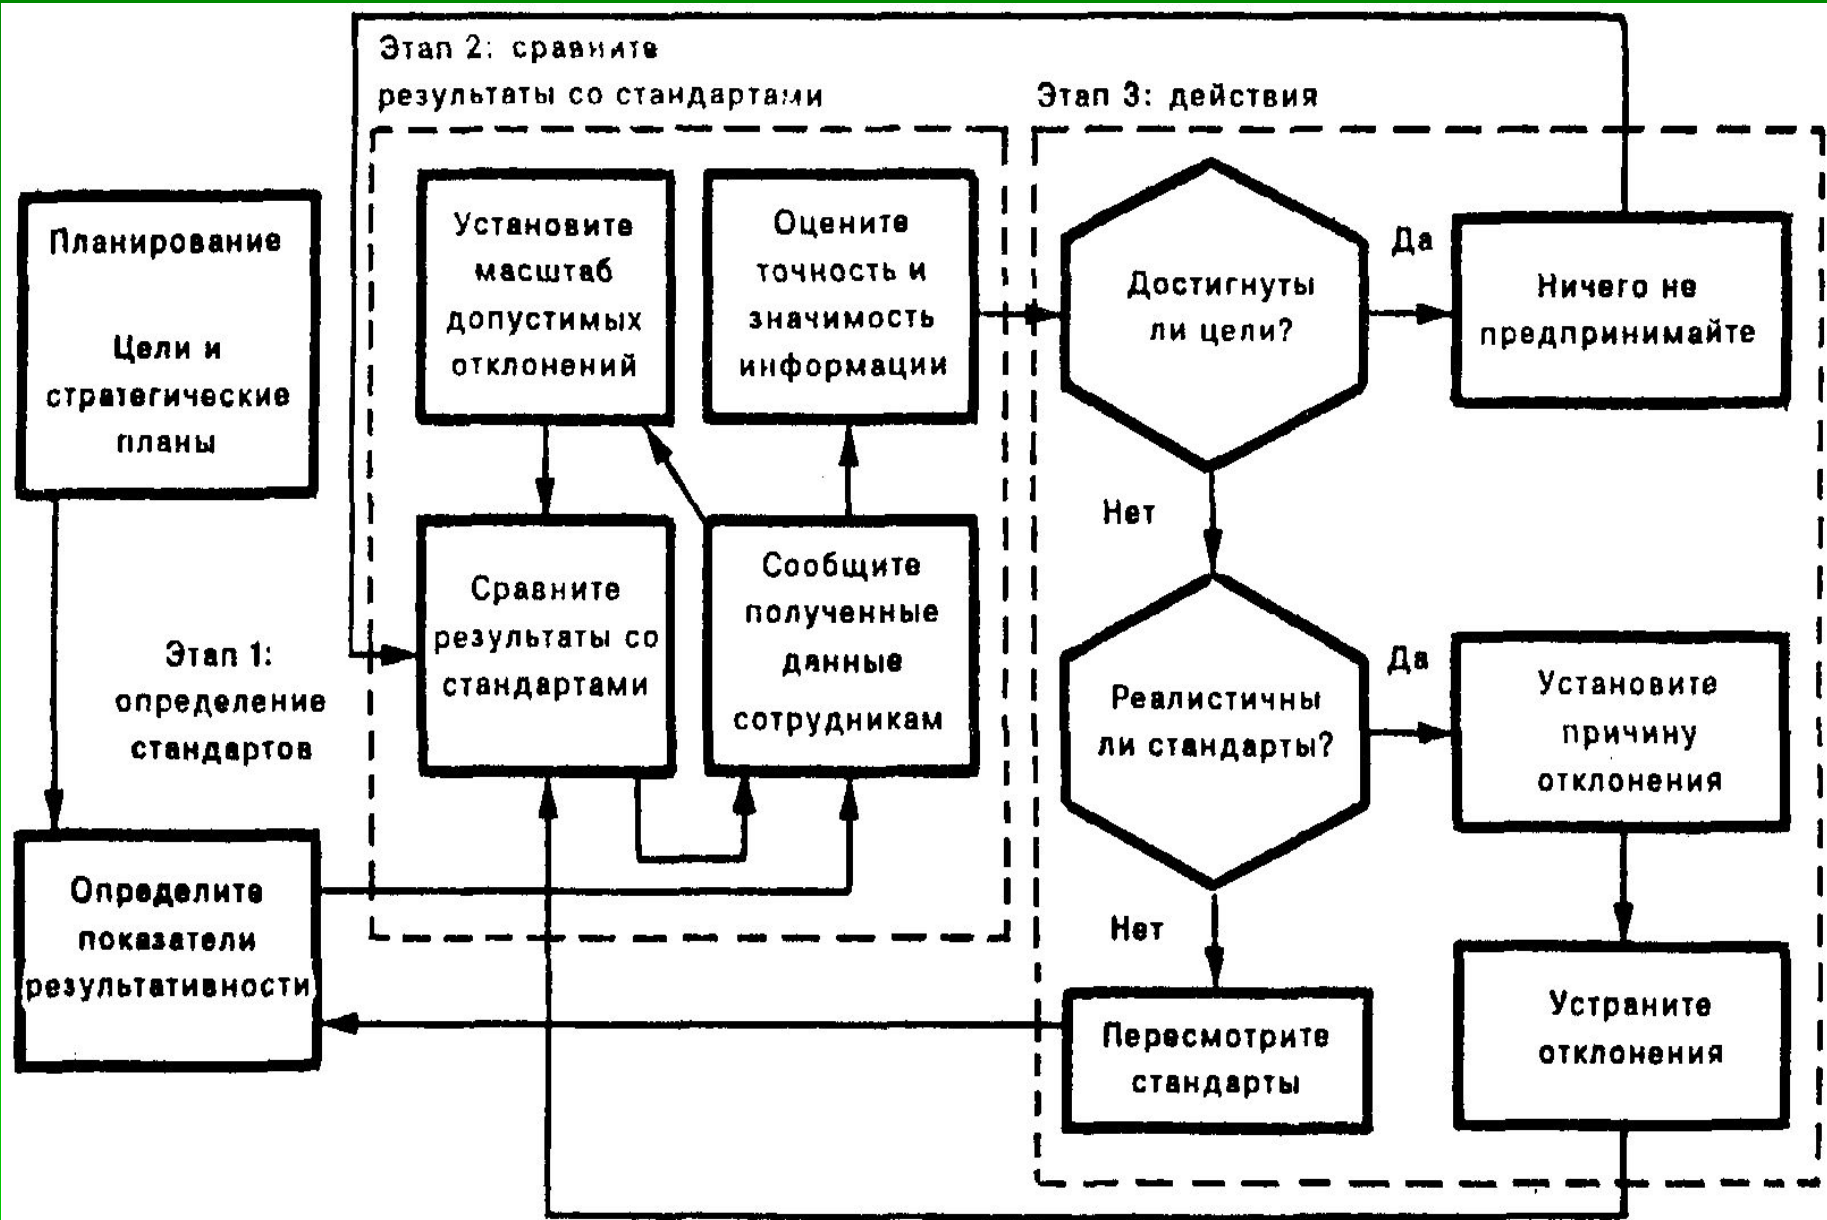 Этап 2: сравните
результаты со стандартами
Этап 3: действия
Планирование
Цели и
стратегические
планы
Этап 1:
определение
стандартов
Определите
показатели
результативности
Установите
масштаб
допустимых
отклонений
Оцените
точность и
значимость
информации
Сравните
результаты со
стандартами
Сообщите
полученные
данные
сотрудникам
Достигнуты
ли цели?
Да
Ничего не
предпринимайте
Нет
Реалистичны
ли стандарты?
Да
Установите
причину
отклонения
Нет
Пересмотрите
стандарты
Устраните
отклонения